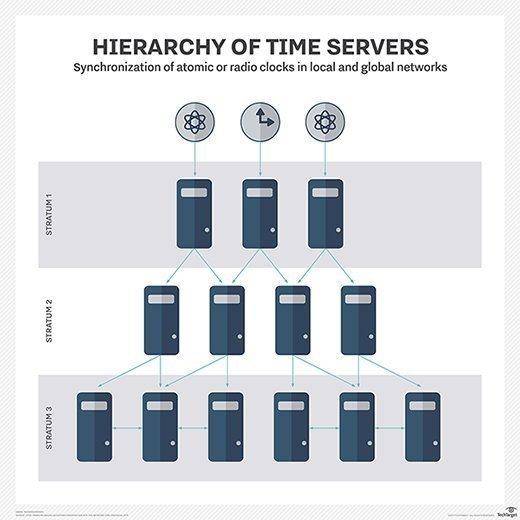 HIERARCHY OF TIME SERVERS
Synchronization of atomic or radio clocks in local and global networks
STRATUM 1
STRATUM 2
STRATUM 3
TechTarget